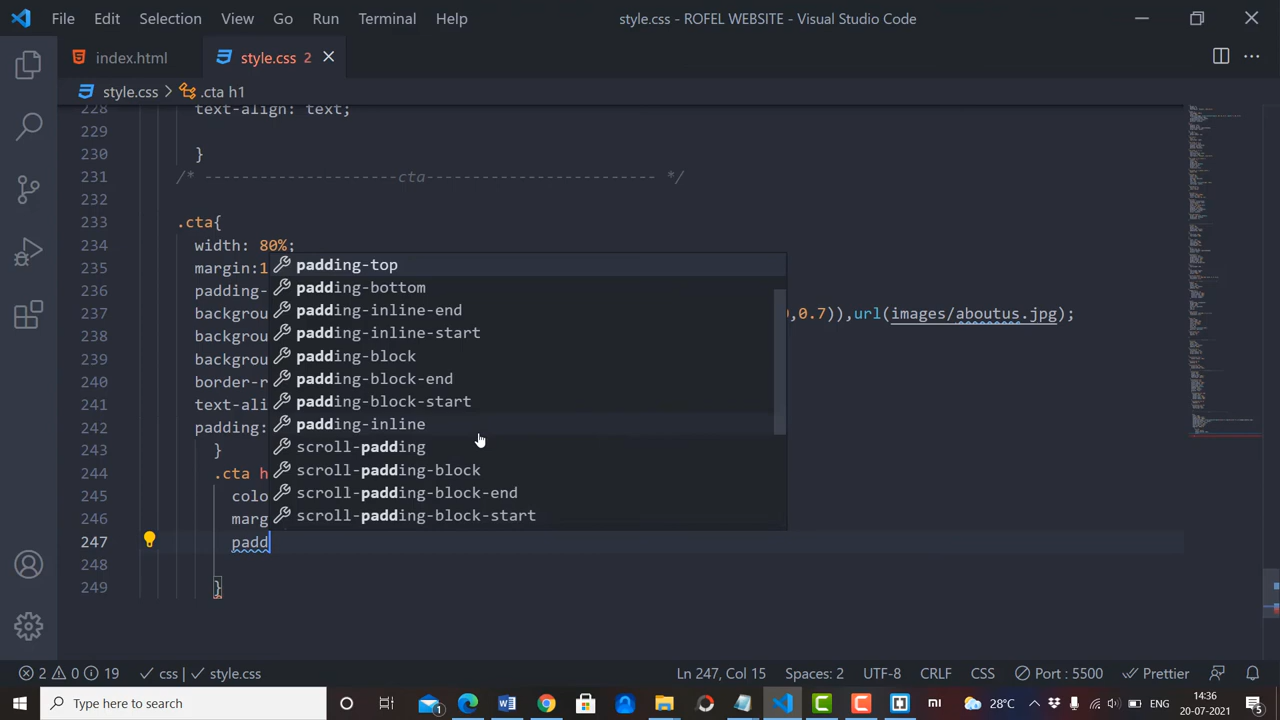 File Edit Selection View Go Run Terminal Help
style.css - ROFEL WEBSITE - Visual Studio Code
index.html
style.css 2
style.css > .cta h1
228 text-align: text;
229
230 }
231 /* ---------------------cta------------------------ */
232
233 .cta{
234 width: 80%;
235 margin:1
236 padding-
237 backgrou ,0.7)),url(images/aboutus.jpg);
238 backgrou
239 backgrou
240 border-r
241 text-ali
242 padding:
243 }
244 .cta h
245 colo
246 marg
247 padd
248
249 }
padding-top
padding-bottom
padding-inline-end
padding-inline-start
padding-block
padding-block-end
padding-block-start
padding-inline
scroll-padding
scroll-padding-block
scroll-padding-block-end
scroll-padding-block-start
2 0 19 css | style.css
Ln 247, Col 15 Spaces: 2 UTF-8 CRLF CSS Port : 5500 Prettier
Type here to search
1
mi
28°C
ENG
14:36
20-07-2021
5